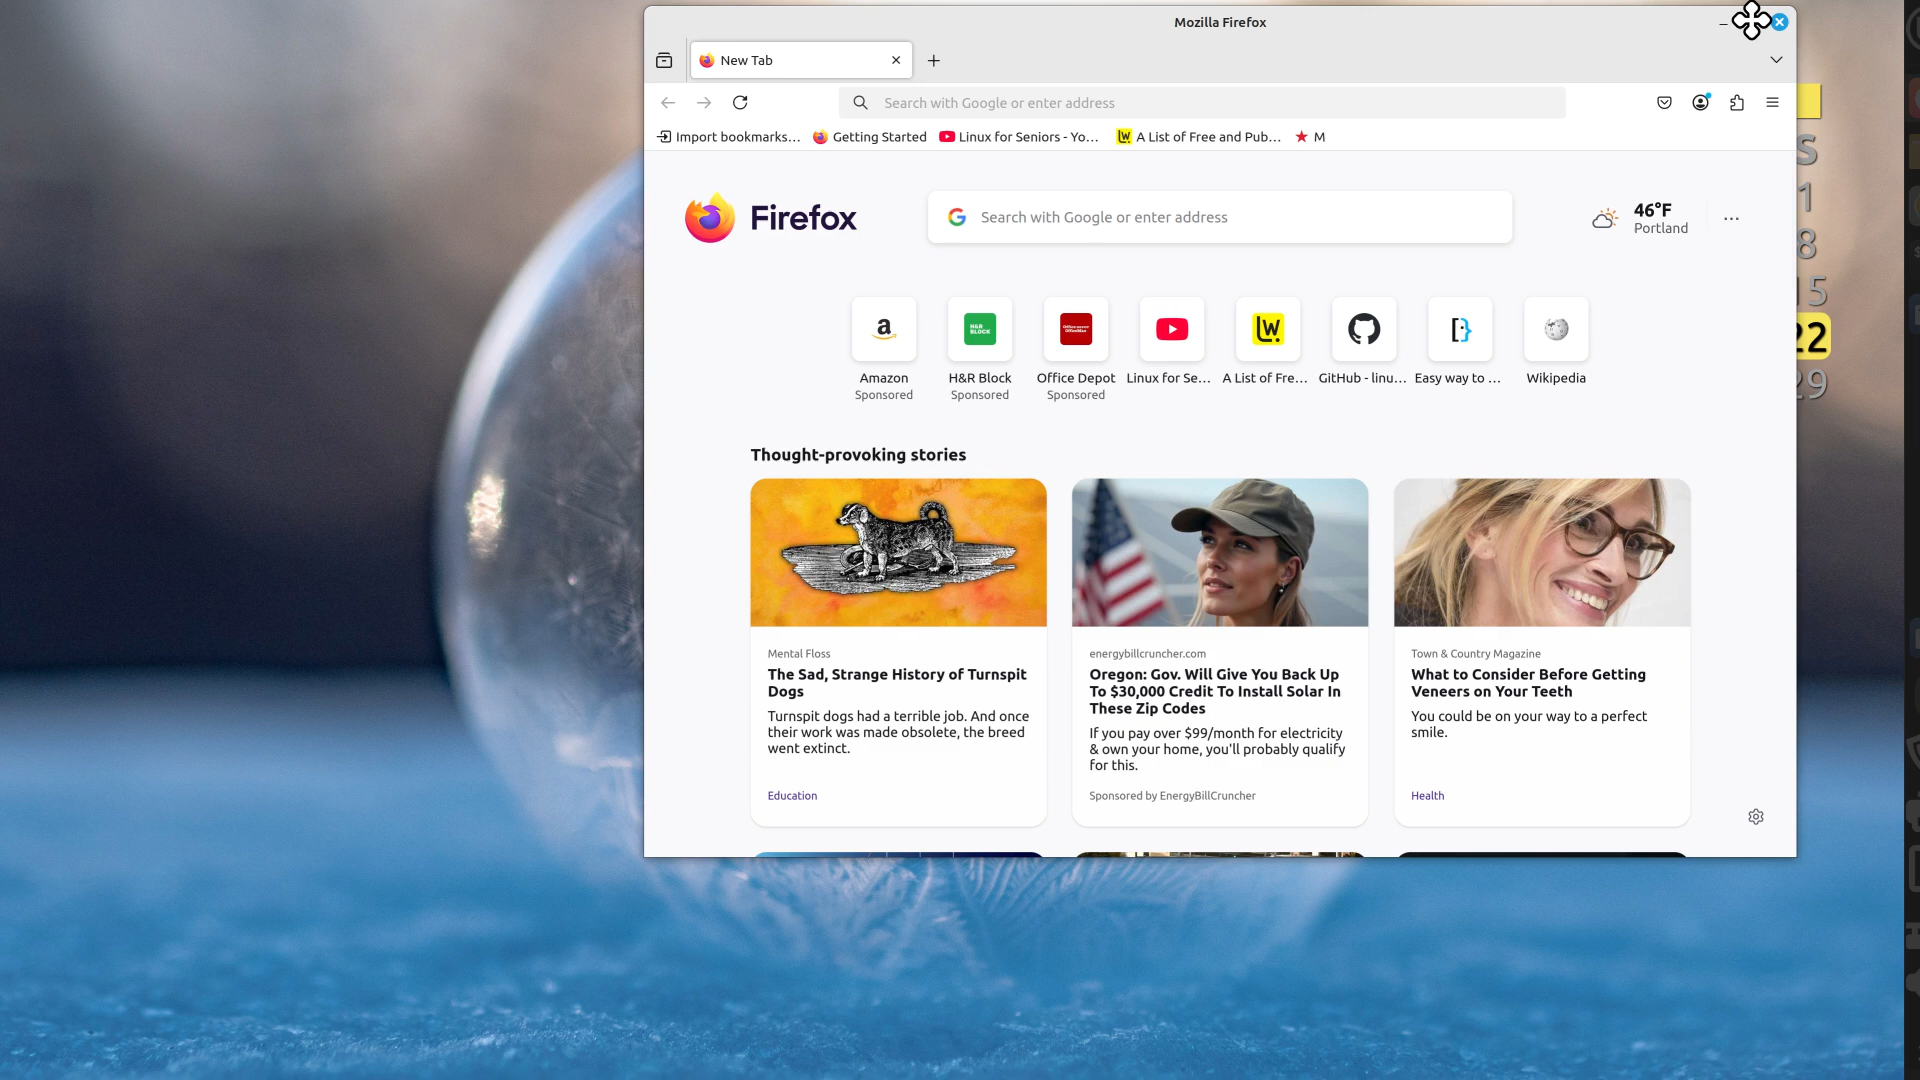 Mozilla Firefox
New Tab
Search with Google or enter address
Import bookmarks...
Getting Started
Linux for Seniors - Yo...
A List of Free and Pub...
M
Firefox
Search with Google or enter address
46°F
Portland
S
1
8
15
22
29
Amazon
Sponsored
H&R BLOCK
H&R Block
Sponsored
Office Depot
Sponsored
Linux for Se...
A List of Fre...
GitHub - linu...
Easy way to ...
Wikipedia
Thought-provoking stories
Mental Floss
The Sad, Strange History of Turnspit
Dogs
Turnspit dogs had a terrible job. And once
their work was made obsolete, the breed
went extinct.
Education
energybillcruncher.com
Oregon: Gov. Will Give You Back Up
To $30,000 Credit To Install Solar In
These Zip Codes
If you pay over $99/month for electricity
& own your home, you'll probably qualify
for this.
Sponsored by EnergyBillCruncher
Town & Country Magazine
What to Consider Before Getting
Veneers on Your Teeth
You could be on your way to a perfect
smile.
Health